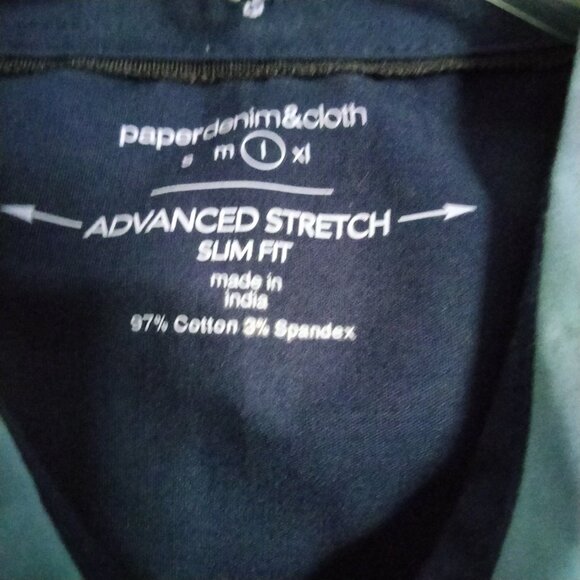 paperdenim&cloth
s m l xl
ADVANCED STRETCH
SLIM FIT
made in
india
97% Cotton 3% Spandex